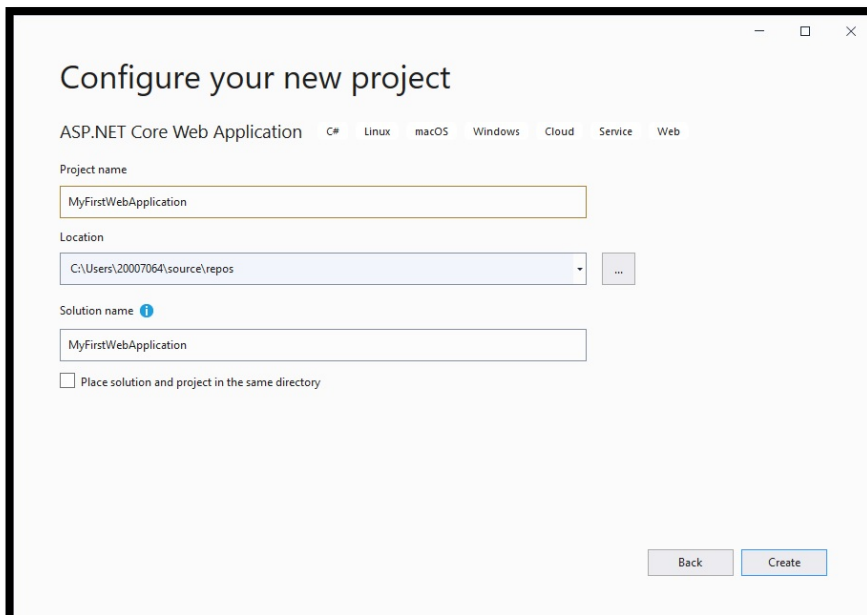 Configure your new project
ASP.NET Core Web Application C# Linux macOS Windows Cloud Service Web
Project name
MyFirstWebApplication
Location
C:\Users\20007064\source\repos
...
Solution name
MyFirstWebApplication
Place solution and project in the same directory
Back Create